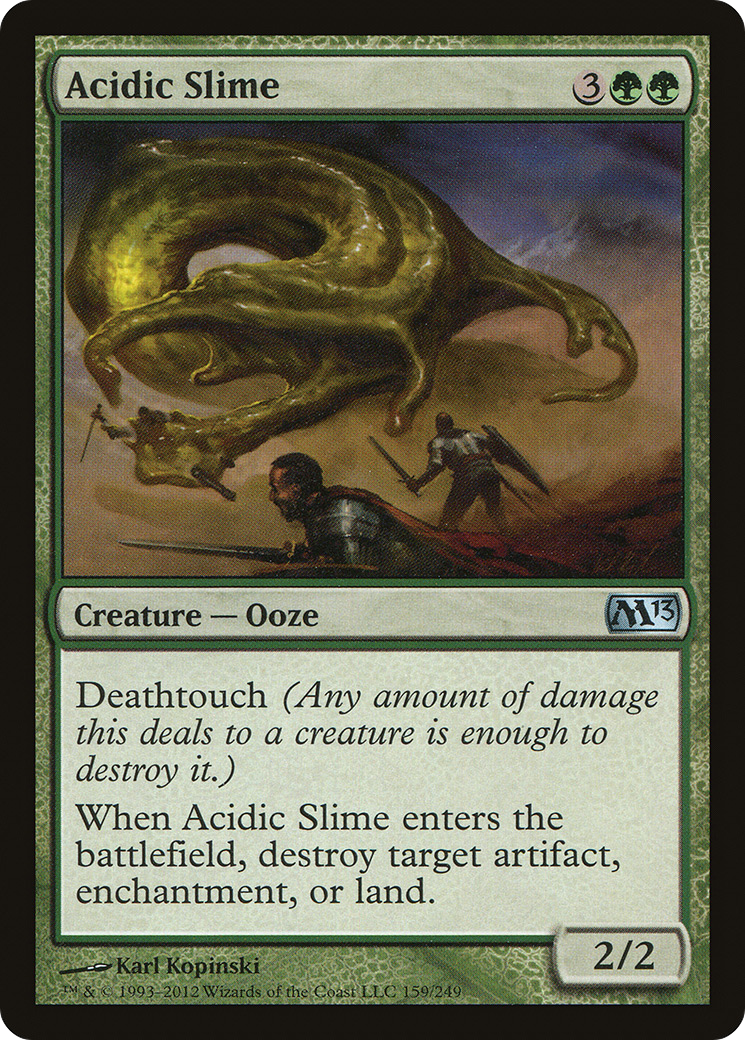 Acidic Slime 3
Creature — Ooze M13
Deathtouch (Any amount of damage
this deals to a creature is enough to
destroy it.)
When Acidic Slime enters the
battlefield, destroy target artifact,
enchantment, or land.
2/2
Karl Kopinski
™ & © 1993–2012 Wizards of the Coast LLC 159/249